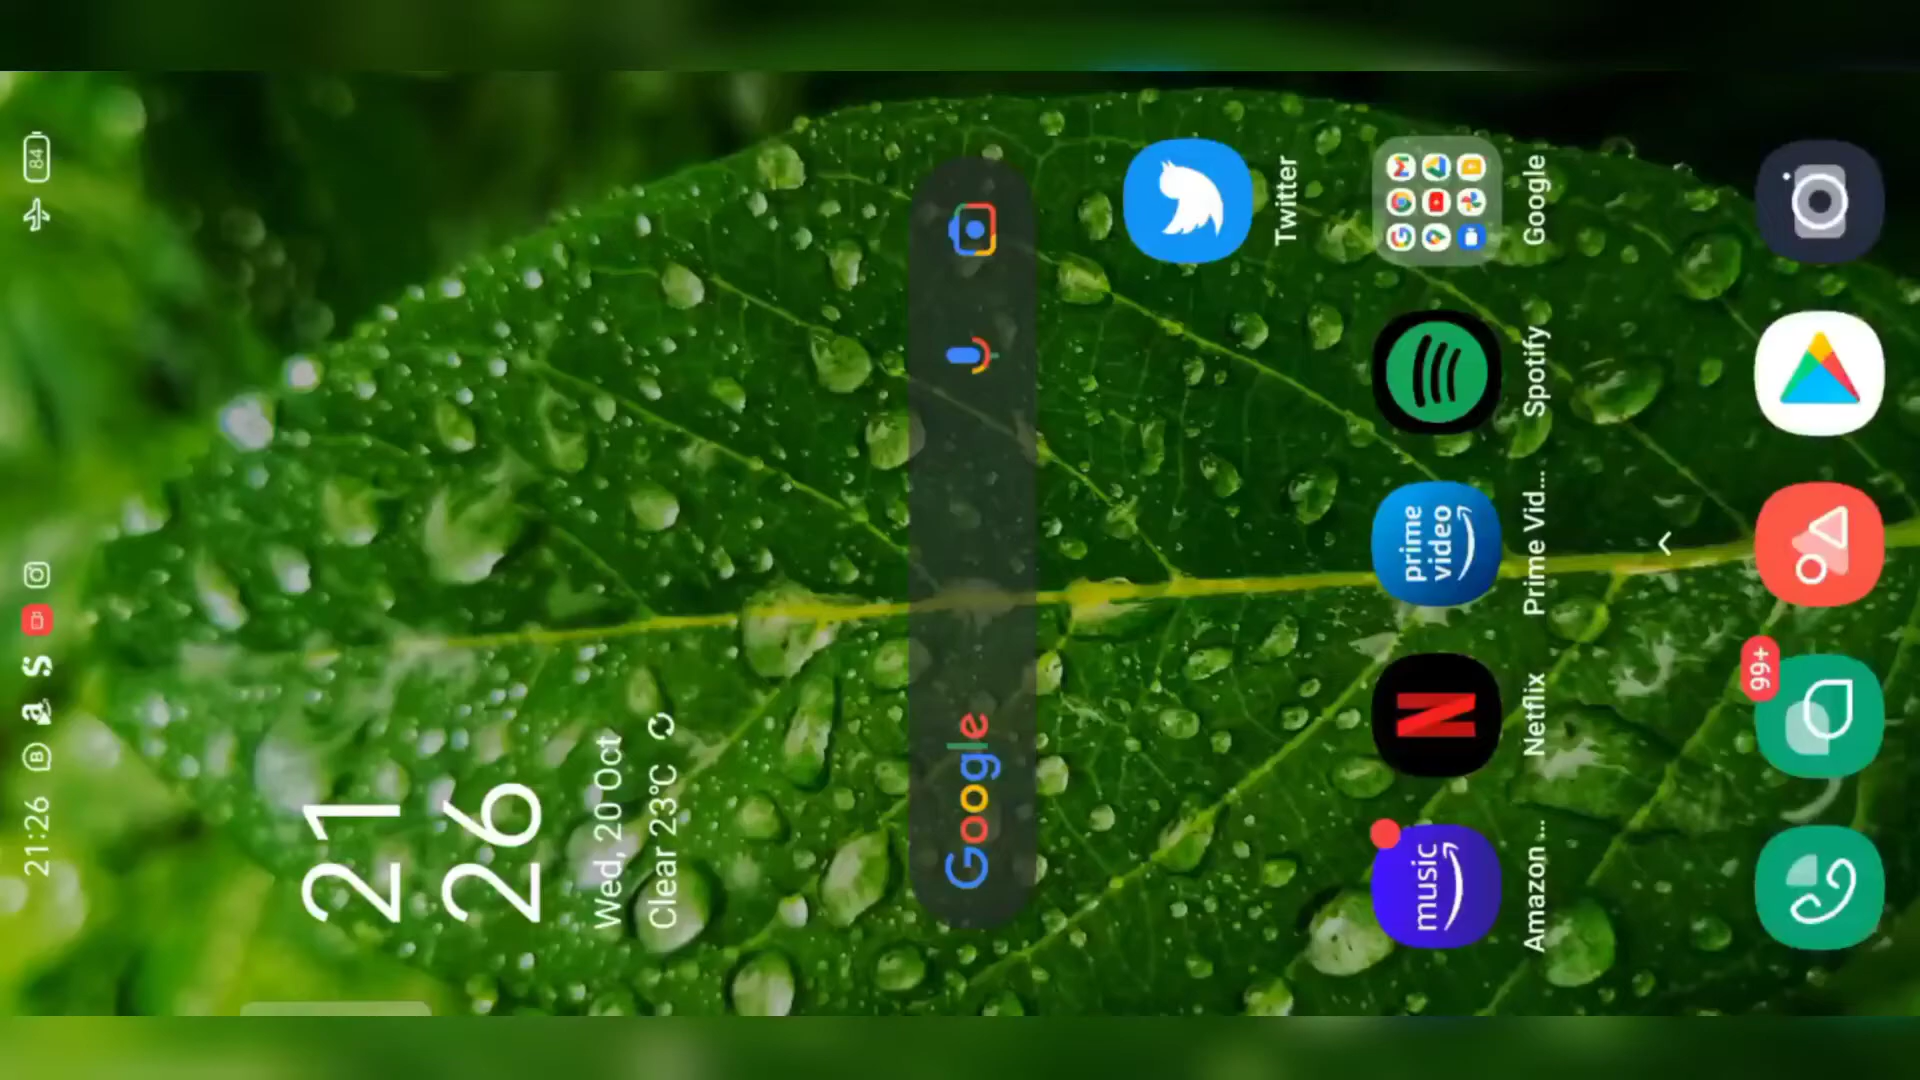 21:26
84
21
26
Wed, 20 Oct
Clear 23°C
Google
Twitter
music
prime
video
Amazon ...
Netflix
Prime Vid...
Spotify
Google
99+